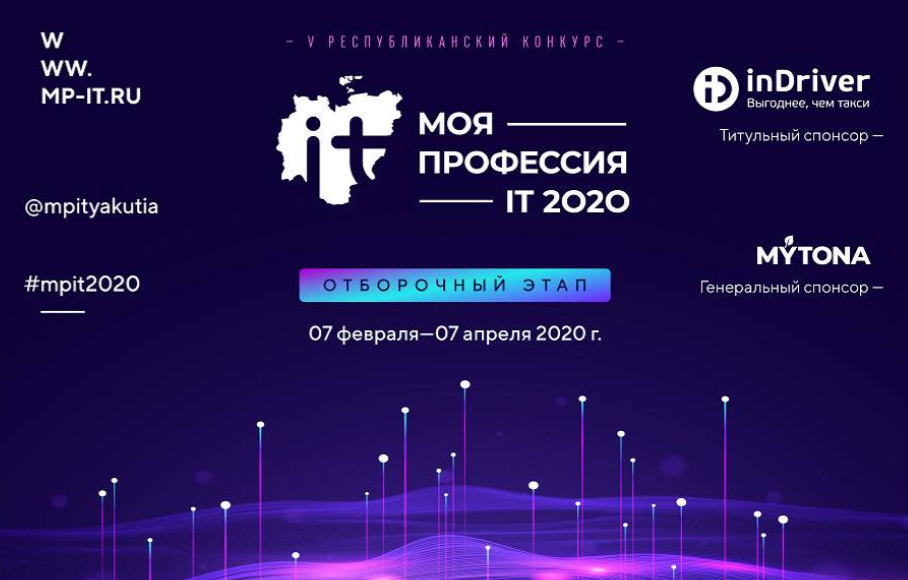 W
WW.
MP-IT.RU
@mpityakutia
#mpit2020
– V РЕСПУБЛИКАНСКИЙ КОНКУРС –
it
МОЯ
ПРОФЕССИЯ
IT 2020
ОТБОРОЧНЫЙ ЭТАП
07 февраля—07 апреля 2020 г.
iD inDriver
Выгоднее, чем такси
Титульный спонсор —
MYTONA
Генеральный спонсор —